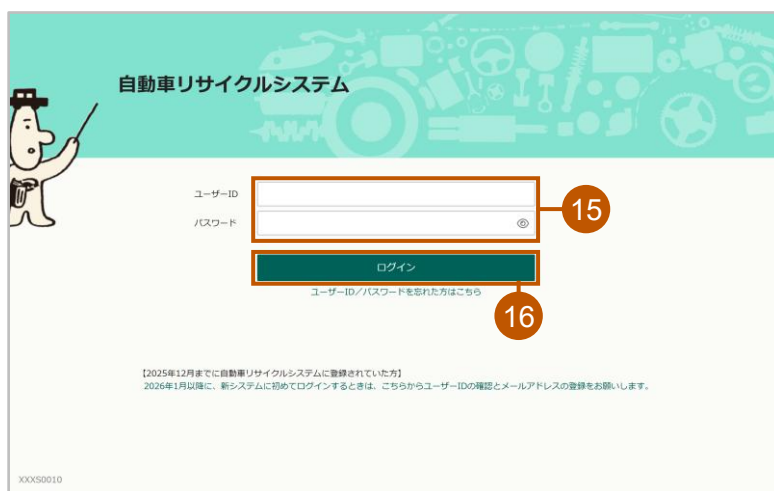 自動車リサイクルシステム
ユーザーID
パスワード
15
ログイン
ユーザーID/パスワードを忘れた方はこちら
16
【2025年12月までに自動車リサイクルシステムに登録されていた方】
2026年1月以降に、新システムに初めてログインするときは、こちらからユーザーIDの確認とメールアドレスの登録をお願いします。
XXXS0010